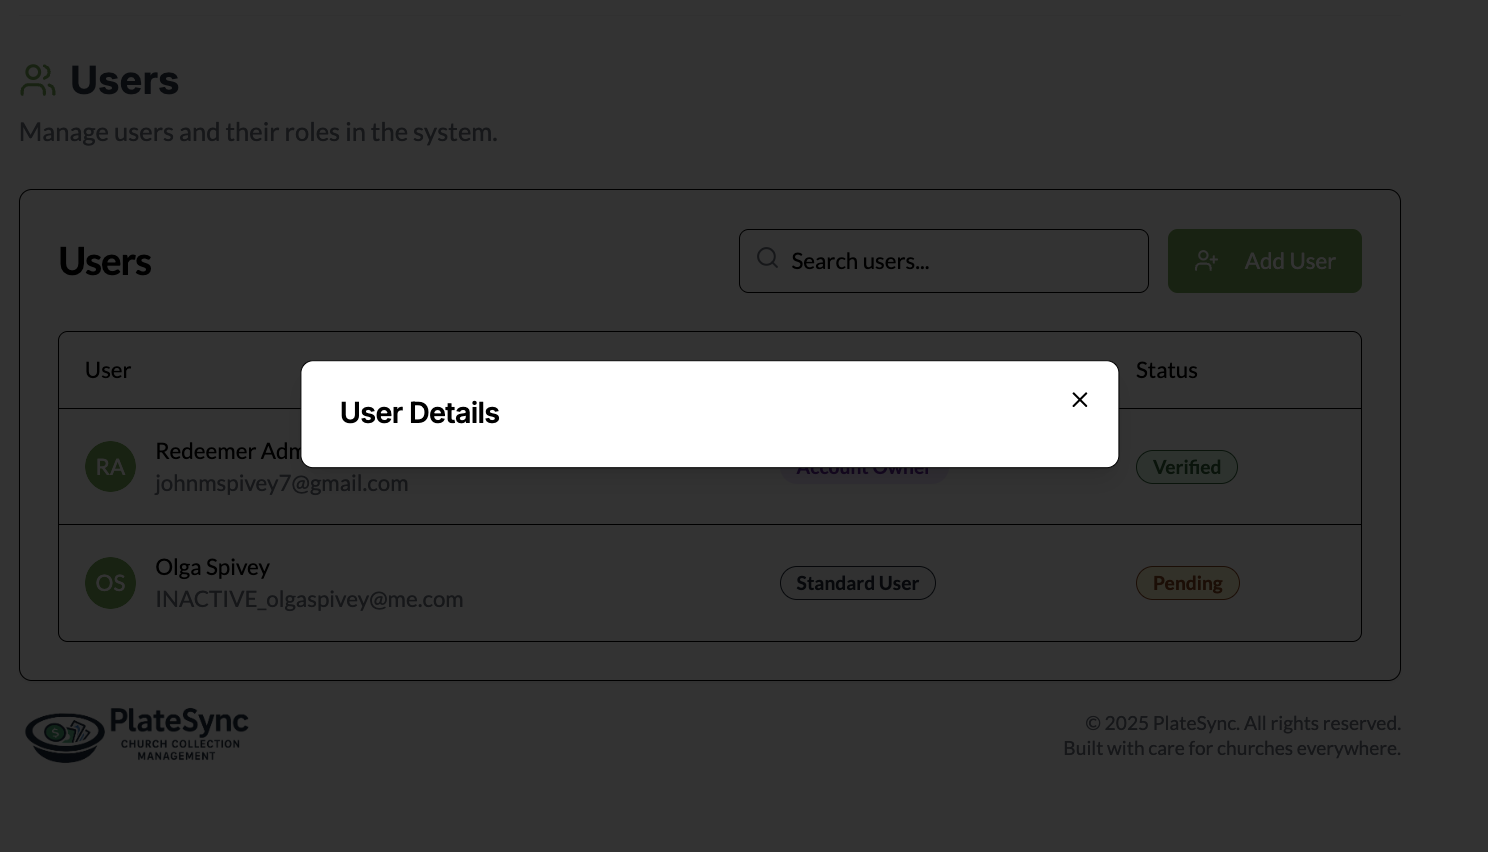 Users
Manage users and their roles in the system.
Users
Search users...
Add User
User
Status
User Details
RA
Redeemer Adm
johnmspivey7@gmail.com
Account Owner
Verified
OS
Olga Spivey
INACTIVE_olgaspivey@me.com
Standard User
Pending
$
PlateSync
CHURCH COLLECTION
MANAGEMENT
© 2025 PlateSync. All rights reserved.
Built with care for churches everywhere.